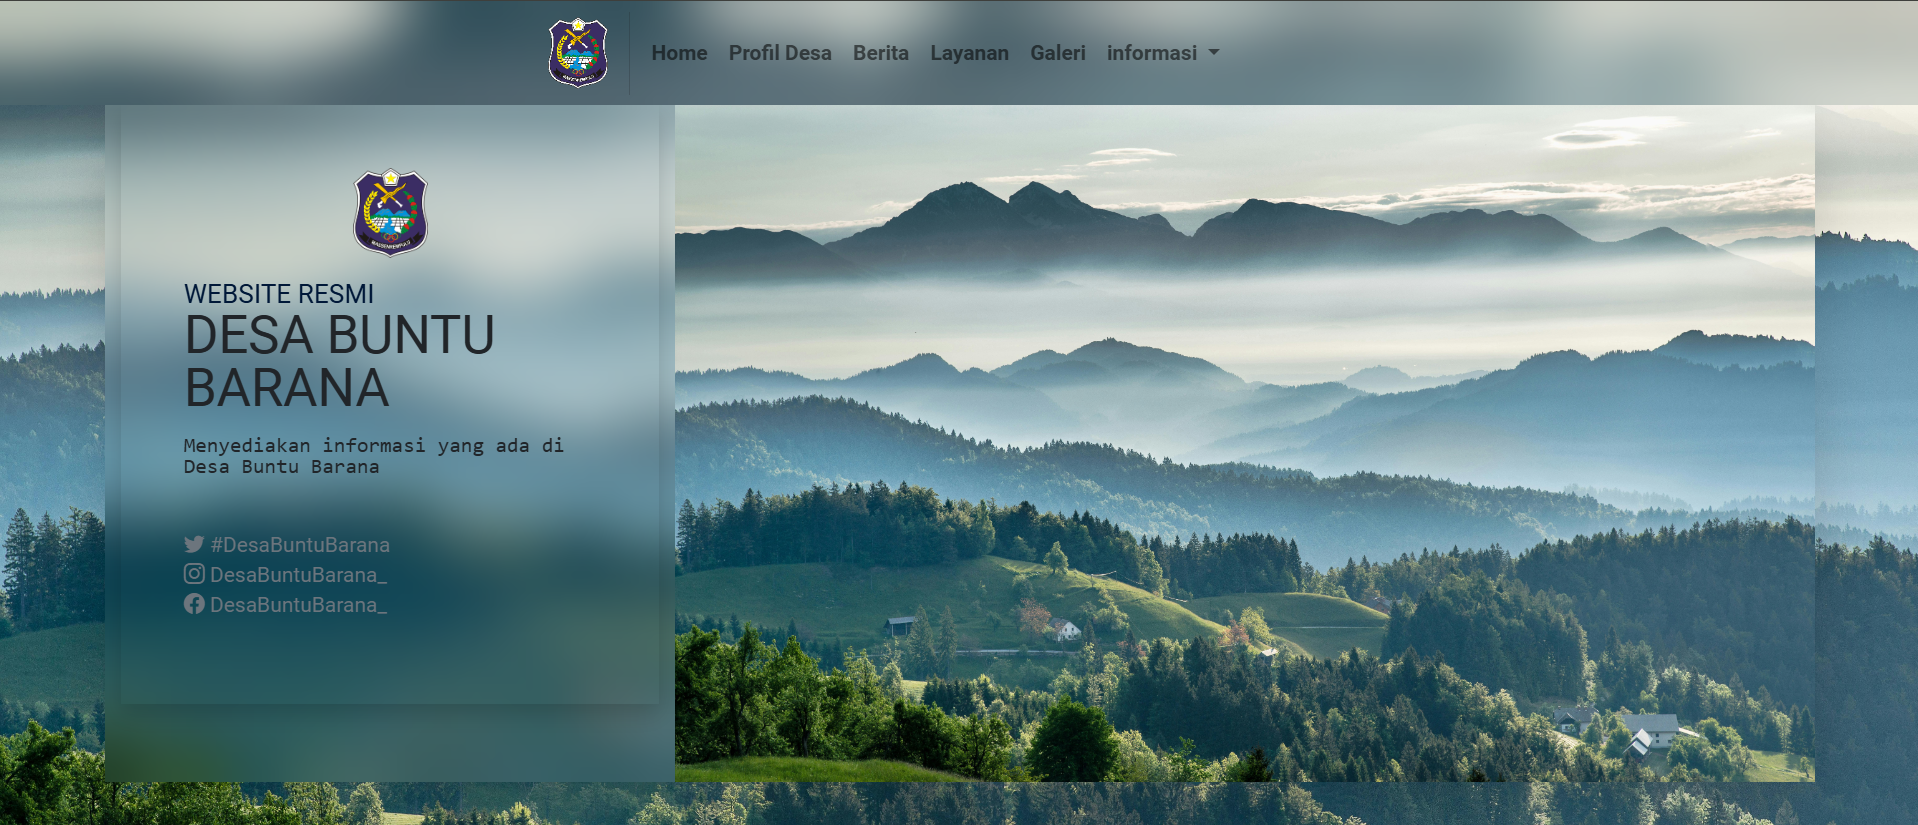 Home Profil Desa Berita Layanan Galeri informasi
WEBSITE RESMI
DESA BUNTU
BARANA
Menyediakan informasi yang ada di
Desa Buntu Barana
#DesaBuntuBarana
DesaBuntuBarana_
DesaBuntuBarana_